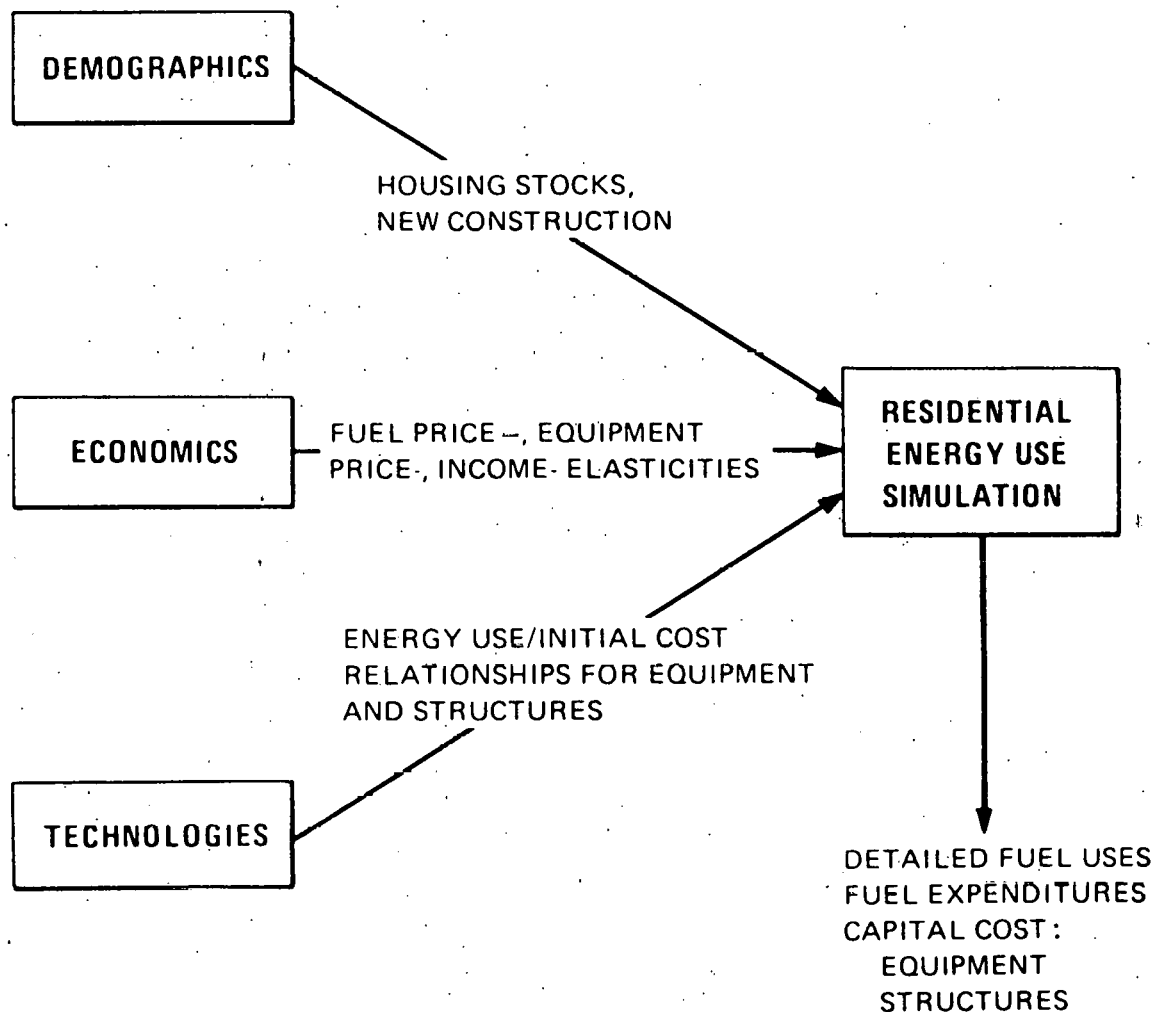 DEMOGRAPHICS
HOUSING STOCKS,
NEW CONSTRUCTION
ECONOMICS
FUEL PRICE –, EQUIPMENT
PRICE-, INCOME- ELASTICITIES
RESIDENTIAL
ENERGY USE
SIMULATION
ENERGY USE/INITIAL COST
RELATIONSHIPS FOR EQUIPMENT
AND STRUCTURES
TECHNOLOGIES
DETAILED FUEL USES
FUEL EXPENDITURES
CAPITAL COST:
EQUIPMENT
STRUCTURES